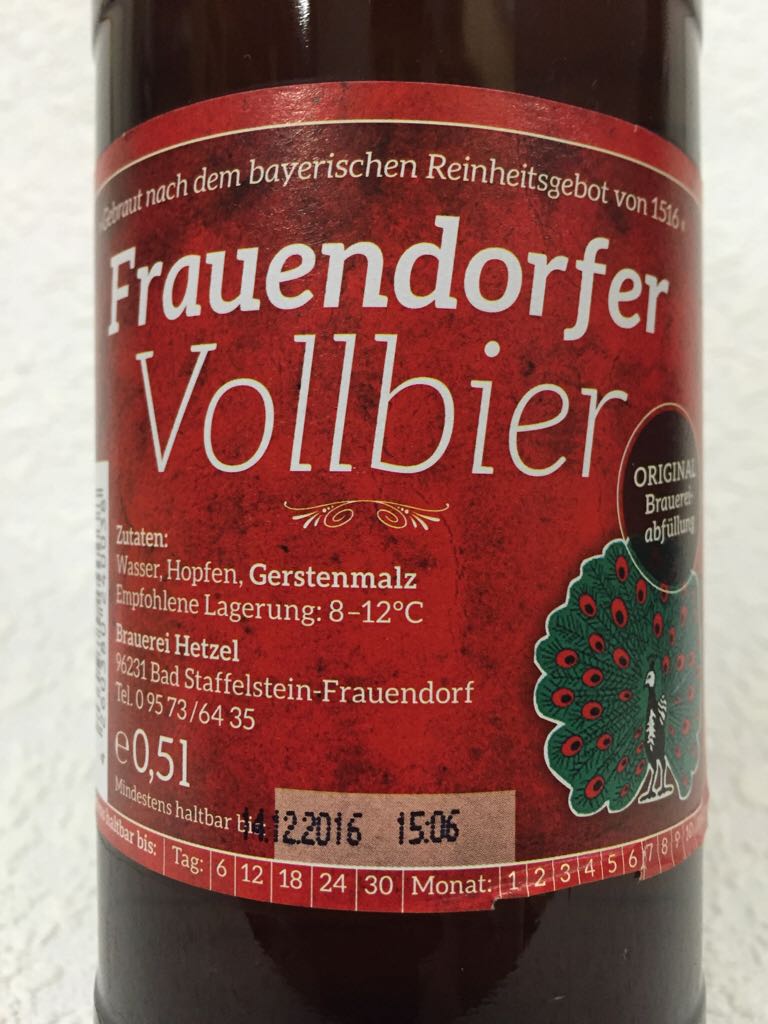 Gebraut nach dem bayerischen Reinheitsgebot von 1516
Frauendorfer
Vollbier
ORIGINAL
Brauerei-
abfüllung
Zutaten:
Wasser, Hopfen, Gerstenmalz
Empfohlene Lagerung: 8–12°C
Brauerei Hetzel
96231 Bad Staffelstein-Frauendorf
Tel. 0 95 73 / 64 35
e 0,5l
Mindestens haltbar bis:
14.12.2016 15:06
haltbar bis: Tag: 6 12 18 24 30 Monat: 1 2 3 4 5 6 7 8 9 10